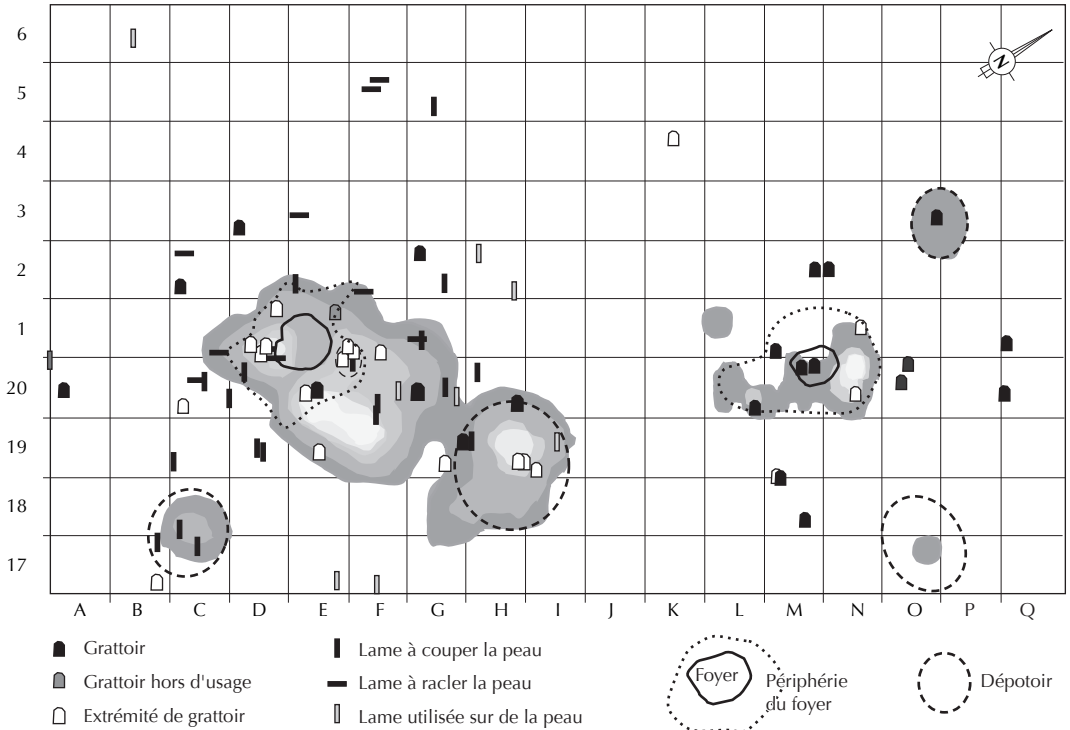 6
5
4
3
2
1
20
19
18
17
N
A B C D E F G H I J K L M N O P Q
Grattoir
Grattoir hors d'usage
Extrémité de grattoir
Lame à couper la peau
Lame à racler la peau
Lame utilisée sur de la peau
Foyer
Périphérie
du foyer
Dépotoir